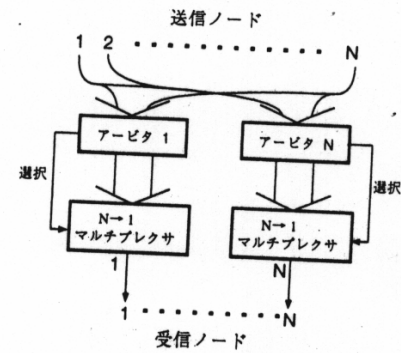 送信ノード
1 2 ・・・・・・・・・・・・・ N
アービタ 1
アービタ N
選択
選択
N→1
マルチプレクサ
N→1
マルチプレクサ
1
N
1 ・・・・・・・・・・ N
受信ノード